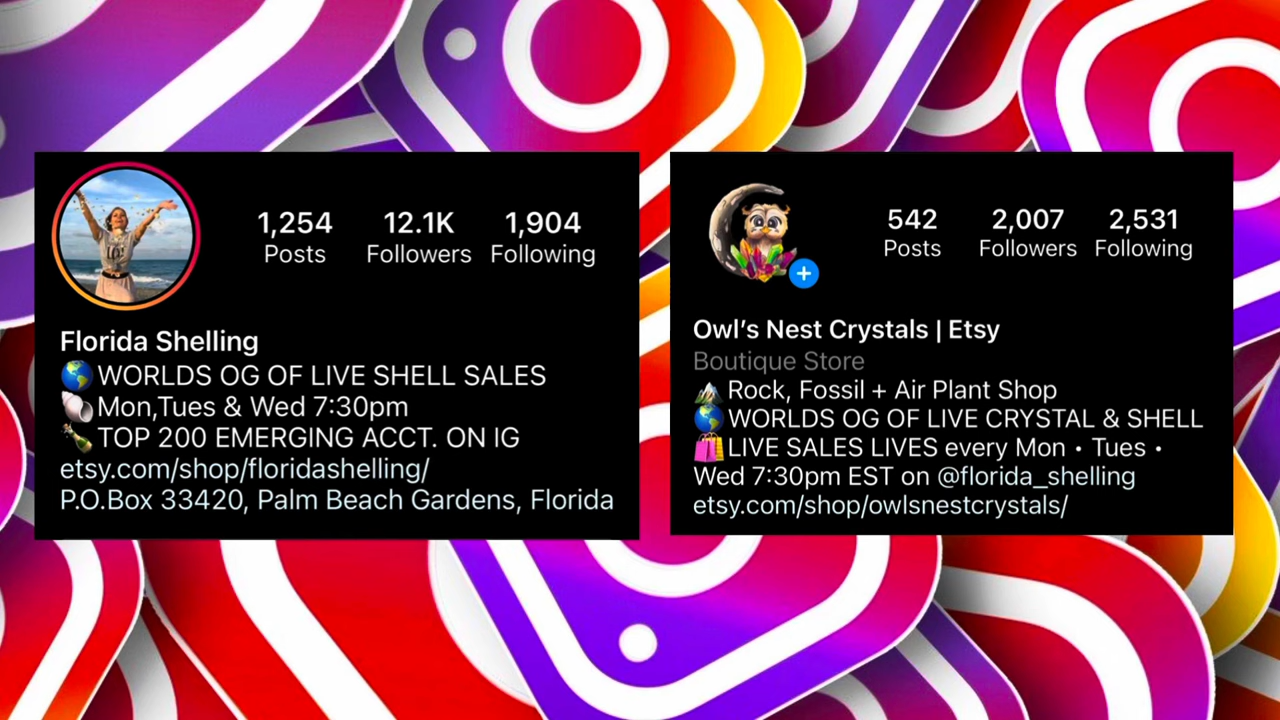 1,254 12.1K 1,904
Posts Followers Following
Florida Shelling
🌎WORLDS OG OF LIVE SHELL SALES
🐚Mon,Tues & Wed 7:30pm
🍾TOP 200 EMERGING ACCT. ON IG
etsy.com/shop/floridashelling/
P.O.Box 33420, Palm Beach Gardens, Florida
542 2,007 2,531
Posts Followers Following
Owl’s Nest Crystals | Etsy
Boutique Store
⛰️Rock, Fossil + Air Plant Shop
🌎WORLDS OG OF LIVE CRYSTAL & SHELL
🛍️LIVE SALES LIVES every Mon • Tues •
Wed 7:30pm EST on @florida_shelling
etsy.com/shop/owlsnestcrystals/